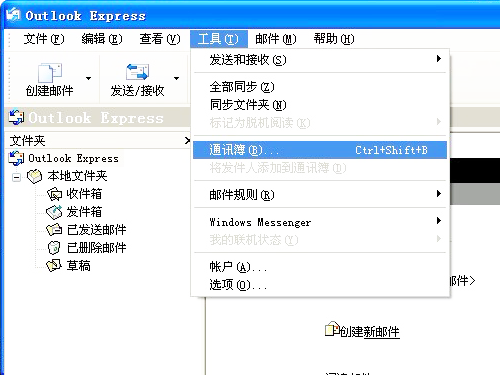 Outlook Express
文件(F) 编辑(E) 查看(V) 工具(T) 邮件(M) 帮助(H)
创建邮件 发送/接收
Outlook Express
文件夹
Outlook Express
本地文件夹
收件箱
发件箱
已发送邮件
已删除邮件
草稿
发送和接收(S)
全部同步(Z)
同步文件夹(N)
标记为脱机阅读(K)
通讯簿(B)... Ctrl+Shift+B
将发件人添加到通讯簿(D)
邮件规则(R)
Windows Messenger
我的联机状态(Y)
帐户(A)...
选项(O)...
邮件>
创建新邮件